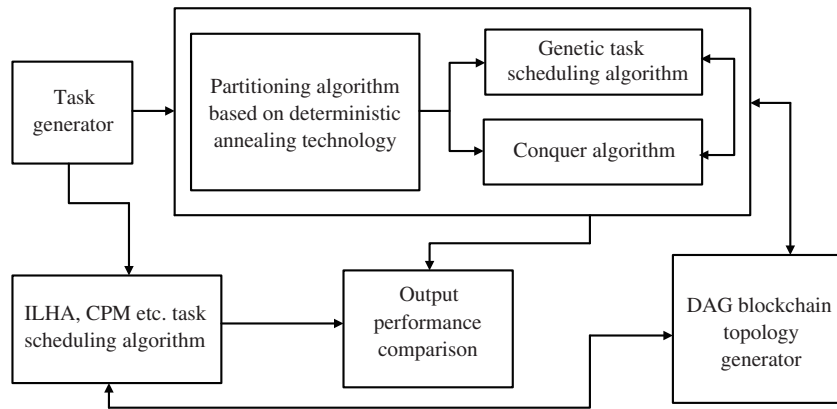 Task
generator
Partitioning algorithm
based on deterministic
annealing technology
Genetic task
scheduling algorithm
Conquer algorithm
ILHA, CPM etc. task
scheduling algorithm
Output
performance
comparison
DAG blockchain
topology
generator